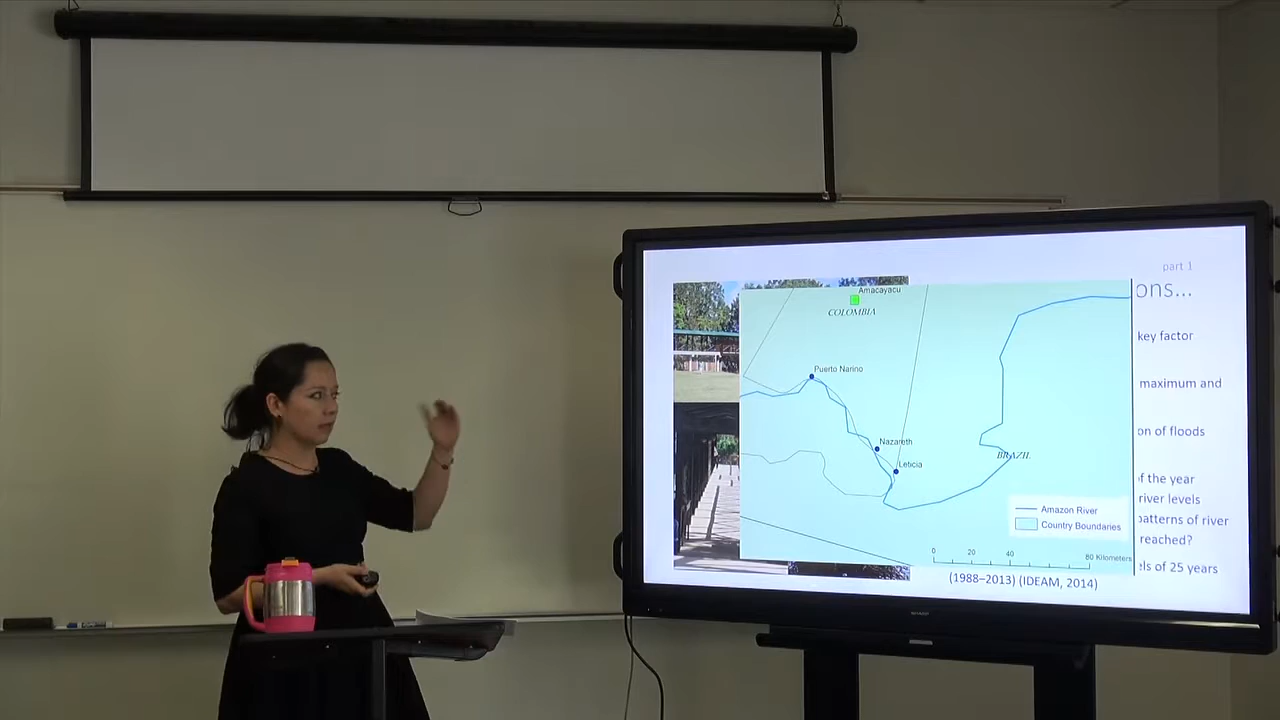 part 1
ons...
Amacayacu
COLOMBIA
key factor
Puerto Narino
maximum and
on of floods
Nazareth
BRAZIL
Leticia
of the year
river levels
Amazon River
patterns of river
Country Boundaries
reached?
0 20 40 80 Kilometers
els of 25 years
(1988–2013) (IDEAM, 2014)
SHARP